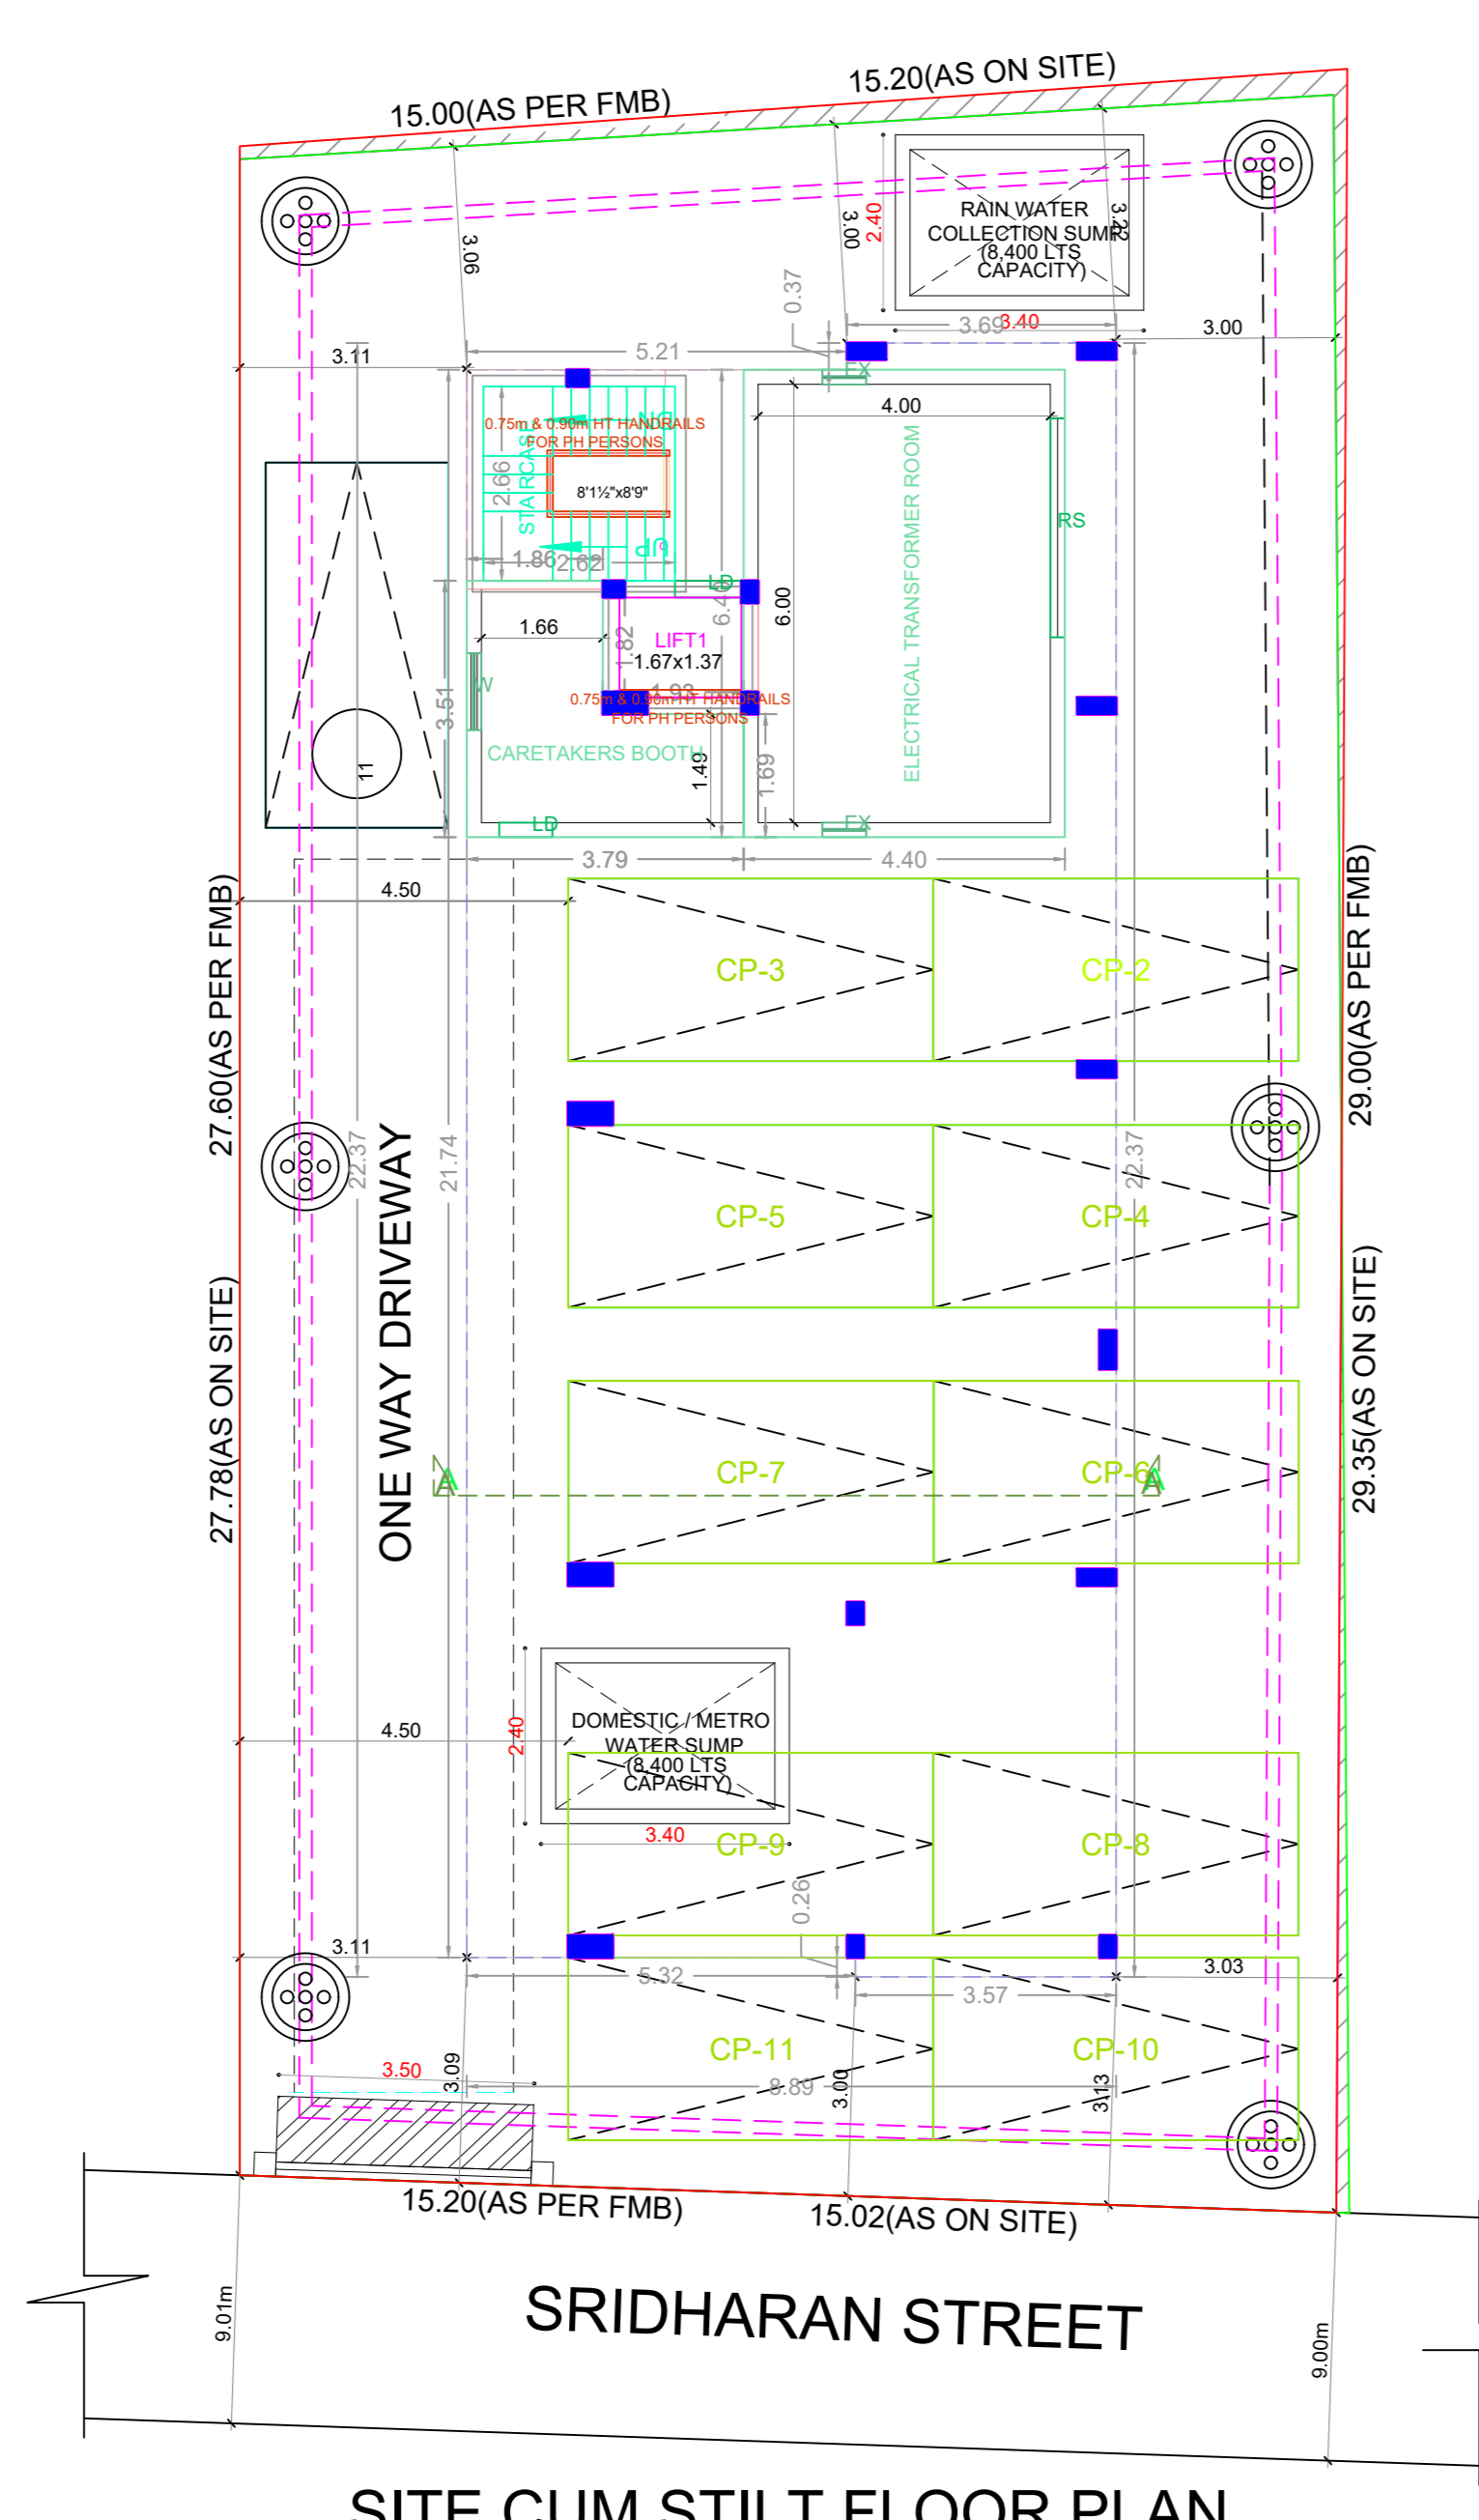 15.00(AS PER FMB)
15.20(AS ON SITE)
3.06
3.00
2.40
RAIN WATER
COLLECTION SUMP
(8,400 LTS
CAPACITY)
0.37
3.69
3.40
3.00
3.11
5.21
FX
4.00
DN
0.75m & 0.90m HT HANDRAILS
FOR PH PERSONS
STAIRCASE
2.66
8'1½"x8'9"
UP
1.86
2.62
LD
ELECTRICAL TRANSFORMER ROOM
RS
6.00
1.66
LIFT1
1.67x1.37
1.82
0.75m & 0.90m HT HANDRAILS
FOR PH PERSONS
W
3.51
CARETAKERS BOOTH
1.49
1.69
11
LD
FX
3.79
4.40
4.50
CP-3
CP-2
27.60(AS PER FMB)
29.00(AS PER FMB)
22.37
21.74
22.37
CP-5
CP-4
ONE WAY DRIVEWAY
27.78(AS ON SITE)
29.35(AS ON SITE)
CP-7
CP-6
A
A
4.50
2.40
DOMESTIC / METRO
WATER SUMP
(8,400 LTS
CAPACITY)
3.40
CP-9
CP-8
0.26
3.11
5.32
3.57
3.03
CP-11
CP-10
3.50
3.09
8.89
3.00
3.13
15.20(AS PER FMB)
15.02(AS ON SITE)
SRIDHARAN STREET
9.01m
9.00m
SITE CUM STILT FLOOR PLAN